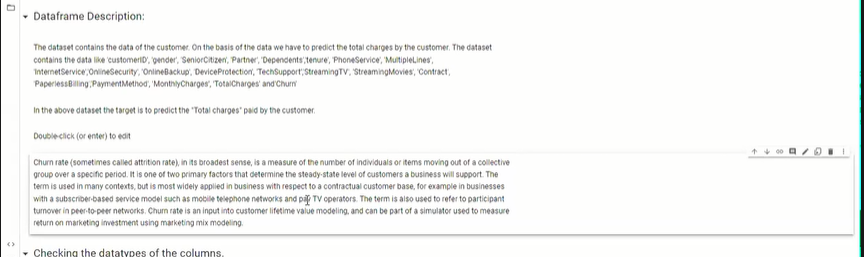 Dataframe Description:
The dataset contains the data of the customer. On the basis of the data we have to predict the total charges by the customer. The dataset
contains the data like 'customerID', 'gender', 'SeniorCitizen', 'Partner', 'Dependents','tenure', 'PhoneService', 'MultipleLines',
'InternetService','OnlineSecurity', 'OnlineBackup', 'DeviceProtection', 'TechSupport','StreamingTV', 'StreamingMovies', 'Contract',
'PaperlessBilling','PaymentMethod', 'MonthlyCharges', 'TotalCharges' and'Churn'
In the above dataset the target is to predict the "Total charges" paid by the customer.
Double-click (or enter) to edit
Churn rate (sometimes called attrition rate), in its broadest sense, is a measure of the number of individuals or items moving out of a collective
group over a specific period. It is one of two primary factors that determine the steady-state level of customers a business will support. The
term is used in many contexts, but is most widely applied in business with respect to a contractual customer base, for example in businesses
with a subscriber-based service model such as mobile telephone networks and pay TV operators. The term is also used to refer to participant
turnover in peer-to-peer networks. Churn rate is an input into customer lifetime value modeling, and can be part of a simulator used to measure
return on marketing investment using marketing mix modeling.
Checking the datatypes of the columns.